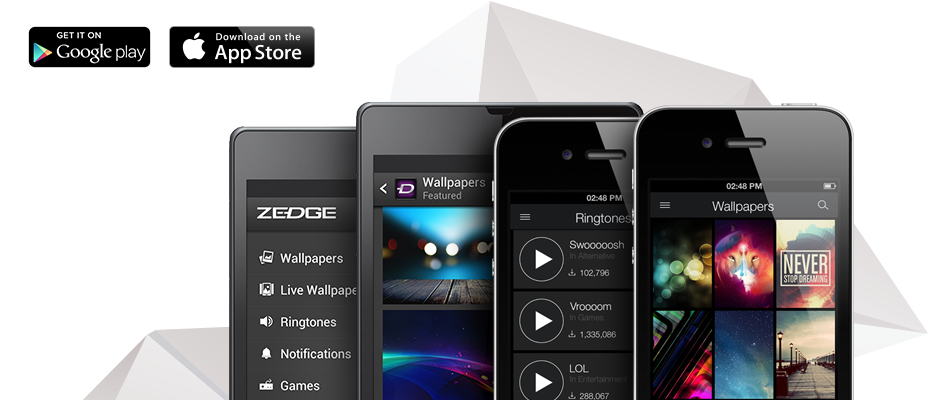 GET IT ON
Google play
Download on the
App Store
ZEDGE
Wallpapers
Live Wallpape
Ringtones
Notifications
Games
Wallpapers
Featured
02:48 PM
Ringtones
Swooooosh
In Alternative
102,796
Vroooom
In Games
1,335,086
LOL
In Entertainment
288,067
02:48 PM
Wallpapers
NEVER
STOP DREAMING